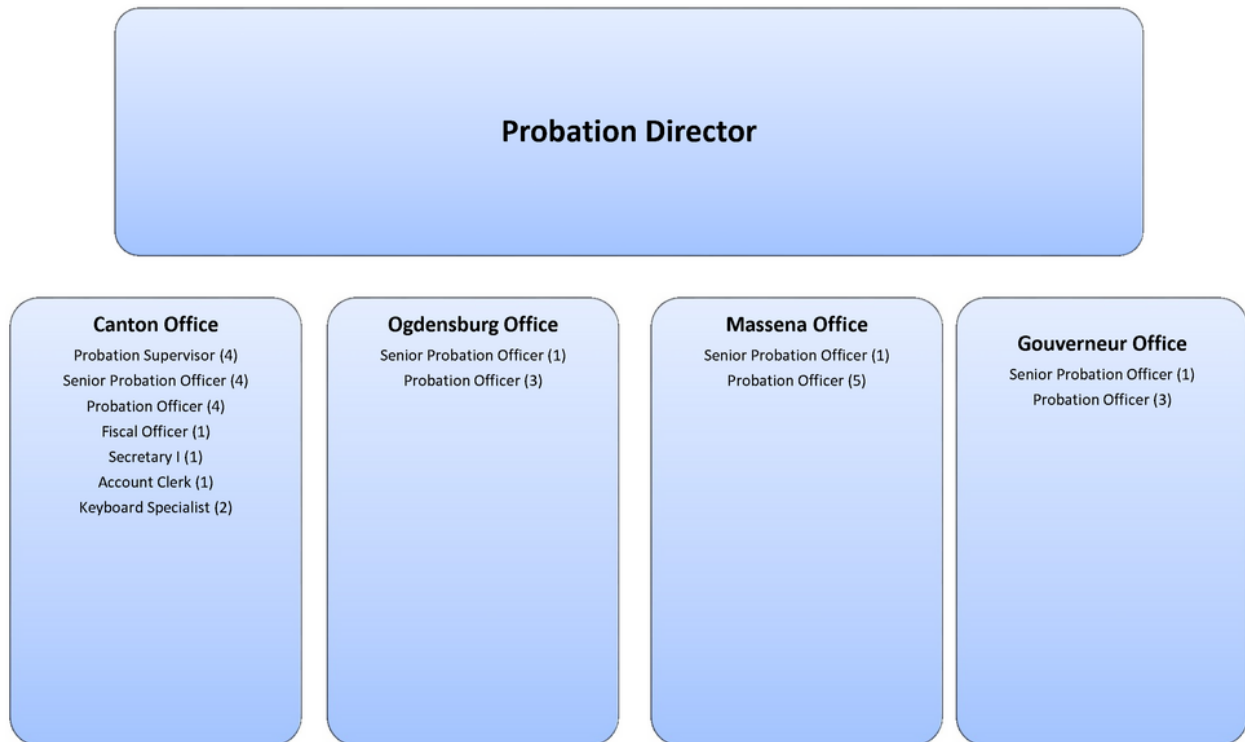 Probation Director
Canton Office
Probation Supervisor (4)
Senior Probation Officer (4)
Probation Officer (4)
Fiscal Officer (1)
Secretary I (1)
Account Clerk (1)
Keyboard Specialist (2)
Ogdensburg Office
Senior Probation Officer (1)
Probation Officer (3)
Massena Office
Senior Probation Officer (1)
Probation Officer (5)
Gouverneur Office
Senior Probation Officer (1)
Probation Officer (3)